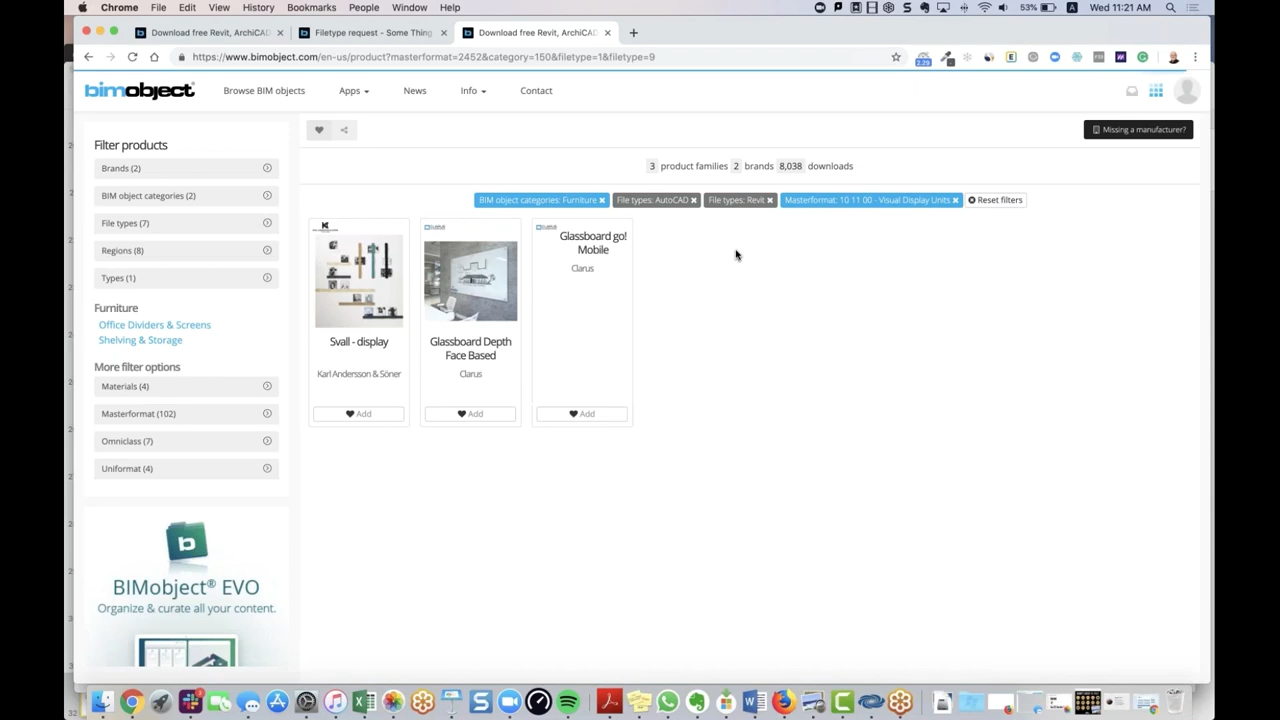 Chrome File Edit View History Bookmarks People Window Help
53% Wed 11:21 AM
Download free Revit, ArchiCAD
Filetype request - Some Thing
Download free Revit, ArchiCAD
https://www.bimobject.com/en-us/product?masterformat=2452&category=150&filetype=1&filetype=9
2.29
bimobject
Browse BIM objects Apps News Info Contact
Filter products
Brands (2)
BIM object categories (2)
File types (7)
Regions (8)
Types (1)
Furniture
Office Dividers & Screens
Shelving & Storage
More filter options
Materials (4)
Masterformat (102)
Omniclass (7)
Uniformat (4)
BIMobject® EVO
Organize & curate all your content.
Missing a manufacturer?
3 product families 2 brands 8,038 downloads
BIM object categories: Furniture File types: AutoCAD File types: Revit Masterformat: 10 11 00 - Visual Display Units Reset filters
Svall - display
Karl Andersson & Söner
Add
Glassboard Depth
Face Based
Clarus
Add
Glassboard go!
Mobile
Clarus
Add